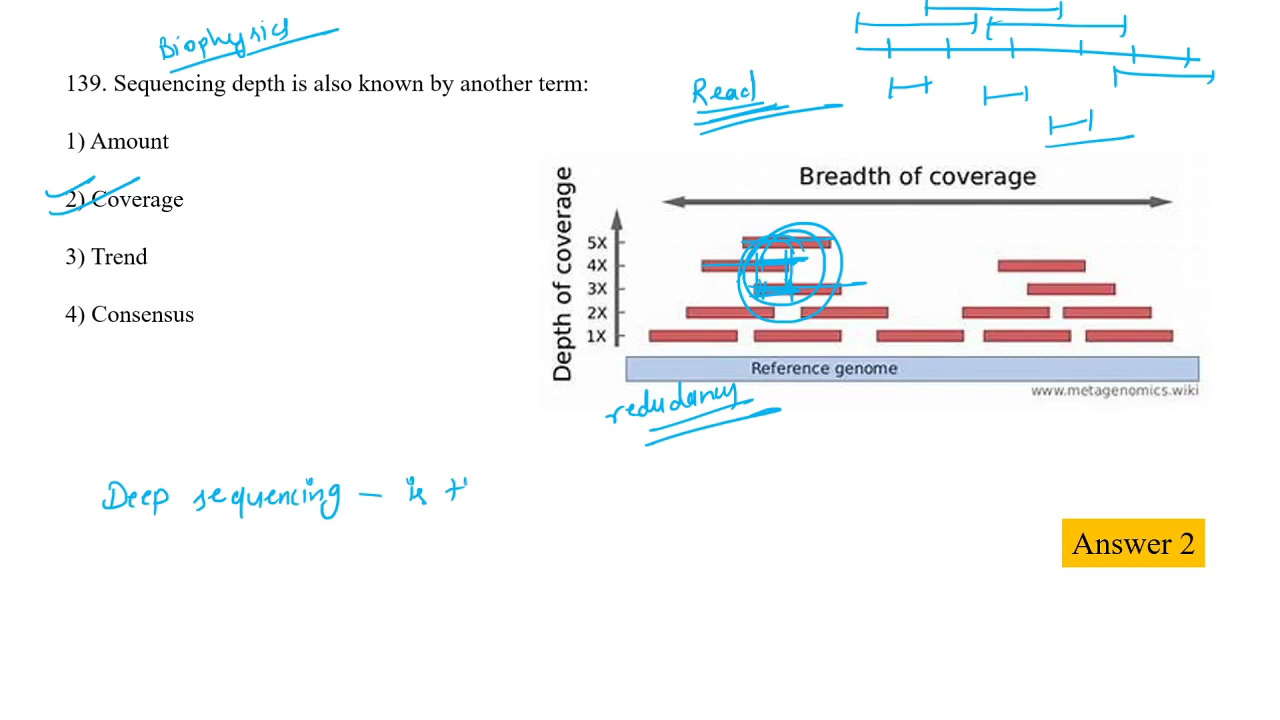 Biophysics
139. Sequencing depth is also known by another term:
Read
1) Amount
2) Coverage
3) Trend
4) Consensus
Breadth of coverage
Depth of coverage
5X
4X
3X
2X
1X
Reference genome
www.metagenomics.wiki
redudancy
Deep sequencing – is
Answer 2